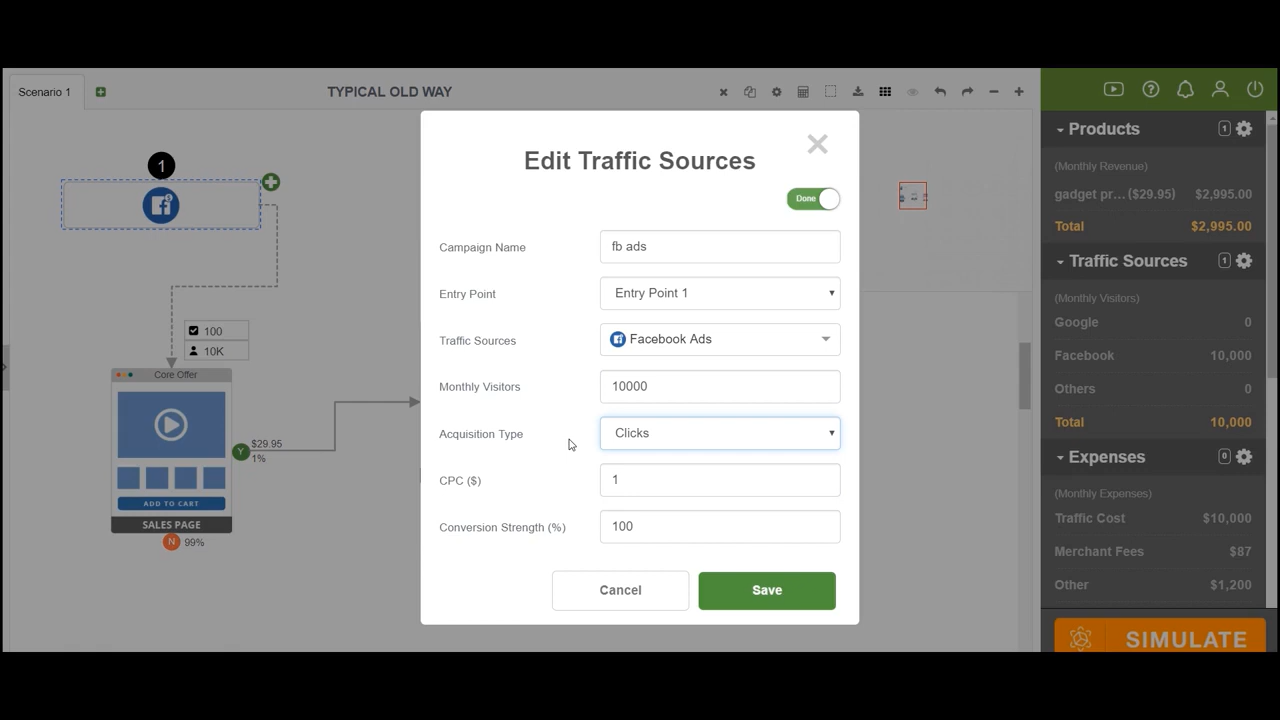 Scenario 1
TYPICAL OLD WAY
1
100
10K
Core Offer
ADD TO CART
SALES PAGE
Y
$29.95
1%
N
99%
Edit Traffic Sources
Done
Campaign Name
fb ads
Entry Point
Entry Point 1
Traffic Sources
Facebook Ads
Monthly Visitors
10000
Acquisition Type
Clicks
CPC ($)
1
Conversion Strength (%)
100
Cancel
Save
Products
1
(Monthly Revenue)
gadget pr... ($29.95) $2,995.00
Total $2,995.00
Traffic Sources
1
(Monthly Visitors)
Google 0
Facebook 10,000
Others 0
Total 10,000
Expenses
0
(Monthly Expenses)
Traffic Cost $10,000
Merchant Fees $87
Other $1,200
SIMULATE